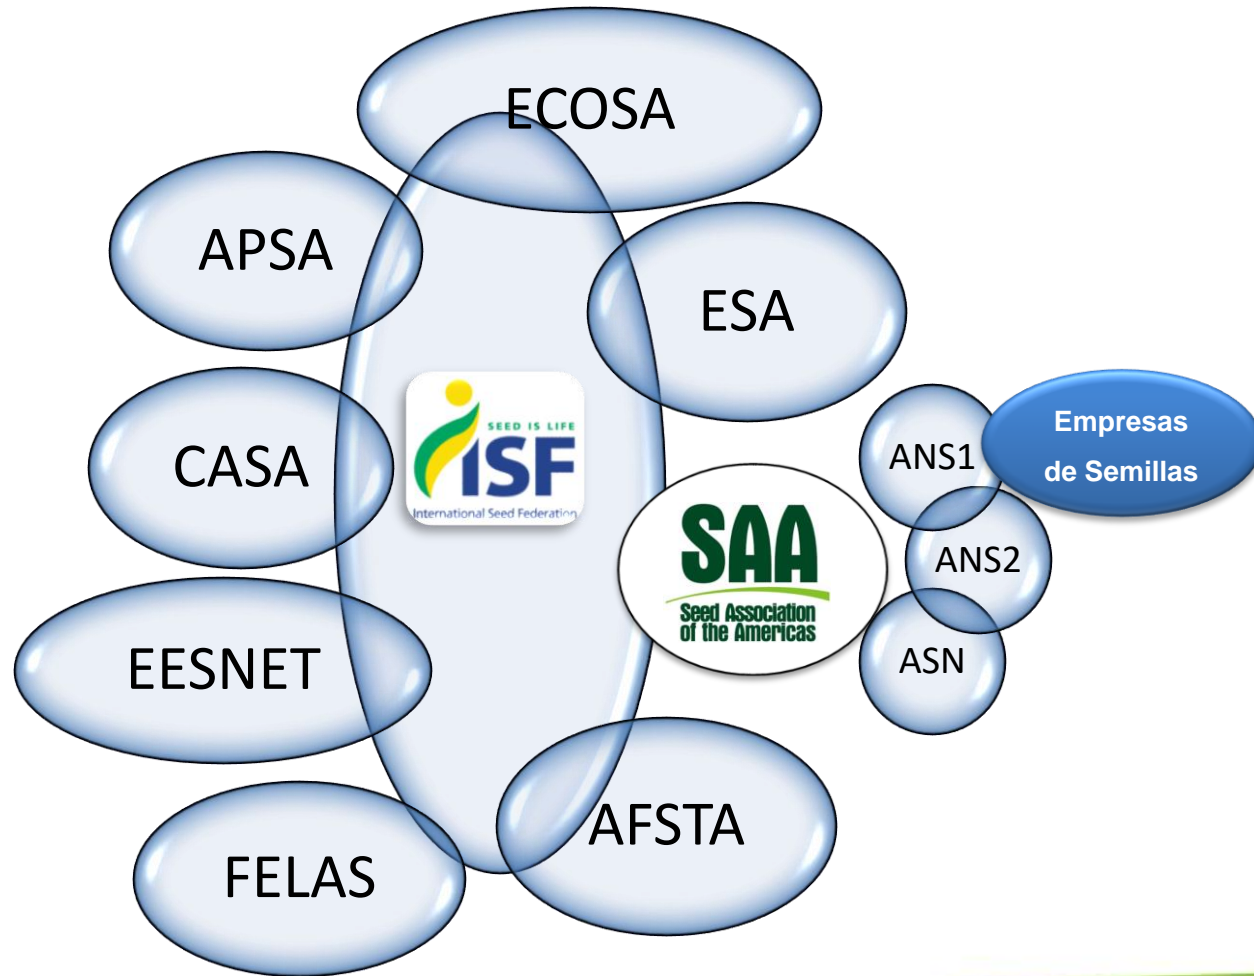 ECOSA
APSA
ESA
SEED IS LIFE
ISF
International Seed Federation
CASA
Empresas
de Semillas
ANS1
SAA
Seed Association
of the Americas
ANS2
EESNET
ASN
AFSTA
FELAS